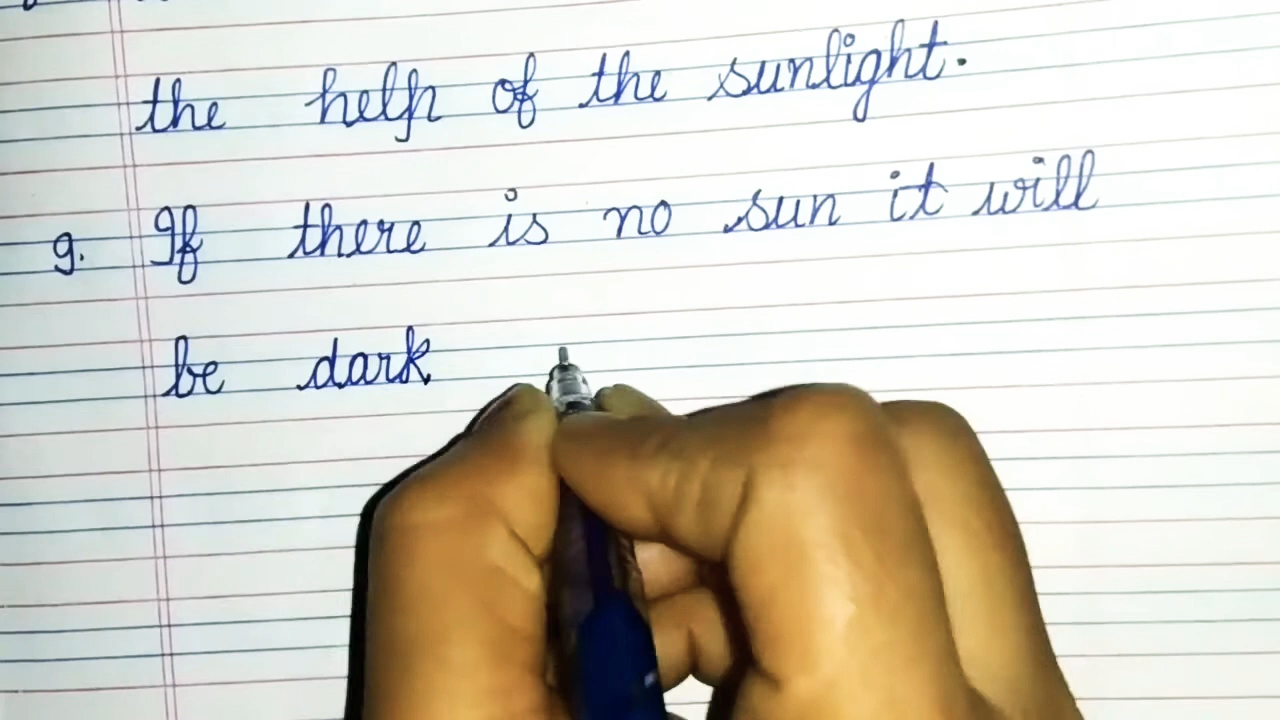 the help of the sunlight.
9. If there is no sun it will
be dark